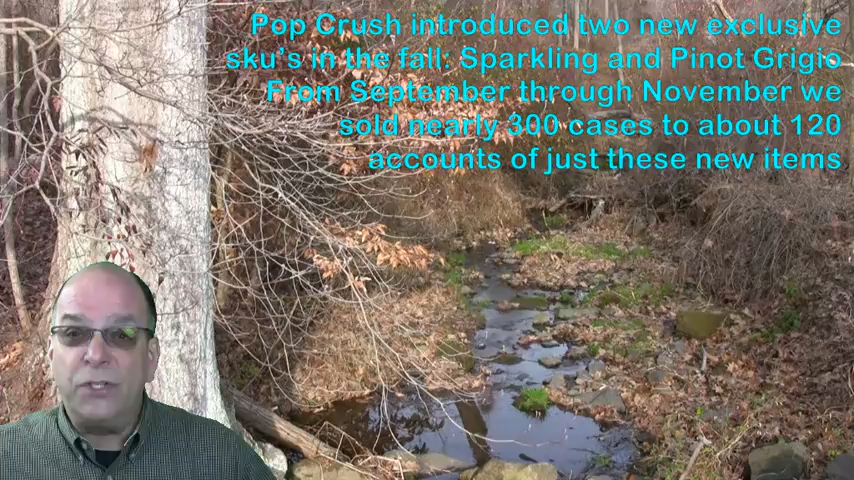 Pop Crush introduced two new exclusive
sku's in the fall: Sparkling and Pinot Grigio
From September through November we
sold nearly 300 cases to about 120
accounts of just these new items